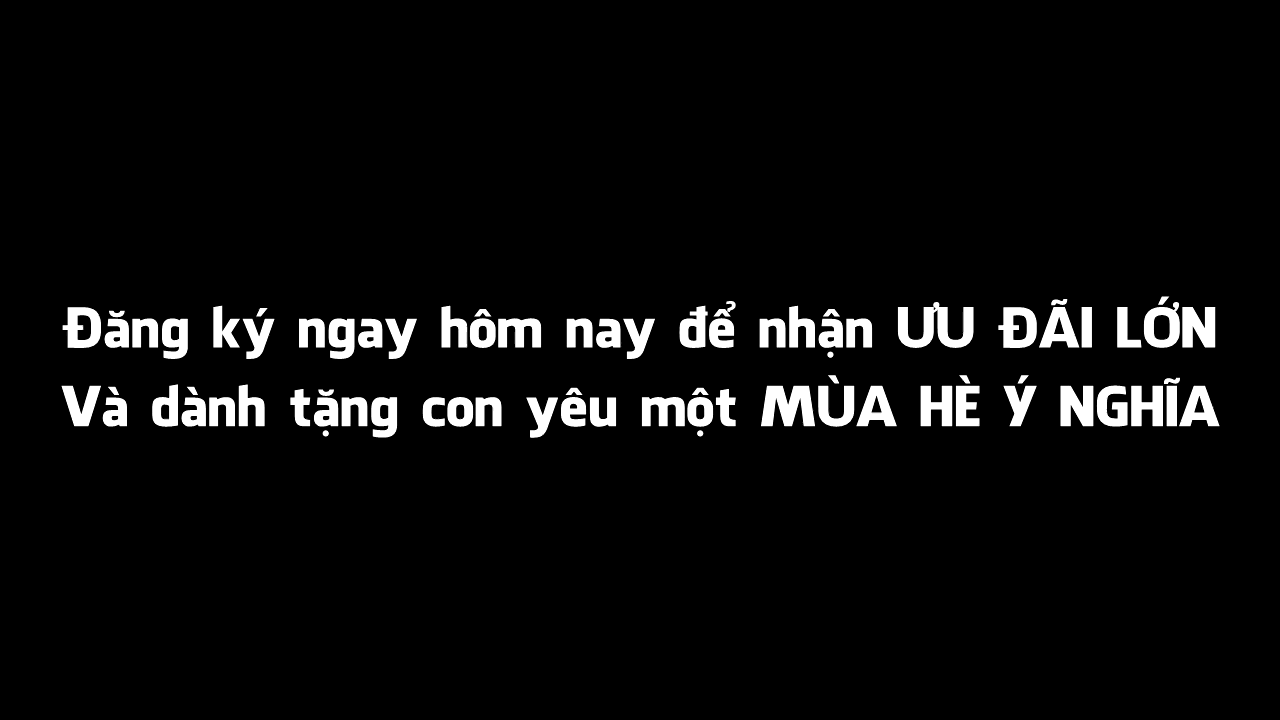 Đăng ký ngay hôm nay để nhận ƯU ĐÃI LỚN
Và dành tặng con yêu một MÙA HÈ Ý NGHĨA